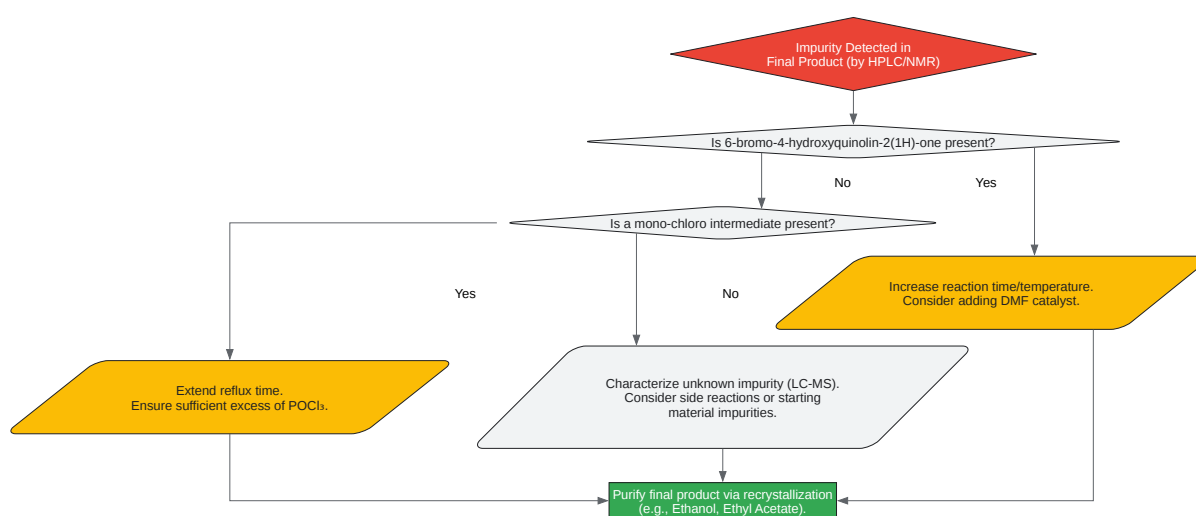 Impurity Detected in
Final Product (by HPLC/NMR)
Is 6-bromo-4-hydroxyquinolin-2(1H)-one present?
No
Yes
Is a mono-chloro intermediate present?
Yes
No
Increase reaction time/temperature.
Consider adding DMF catalyst.
Extend reflux time.
Ensure sufficient excess of POCl₃.
Characterize unknown impurity (LC-MS).
Consider side reactions or starting
material impurities.
Purify final product via recrystallization
(e.g., Ethanol, Ethyl Acetate).